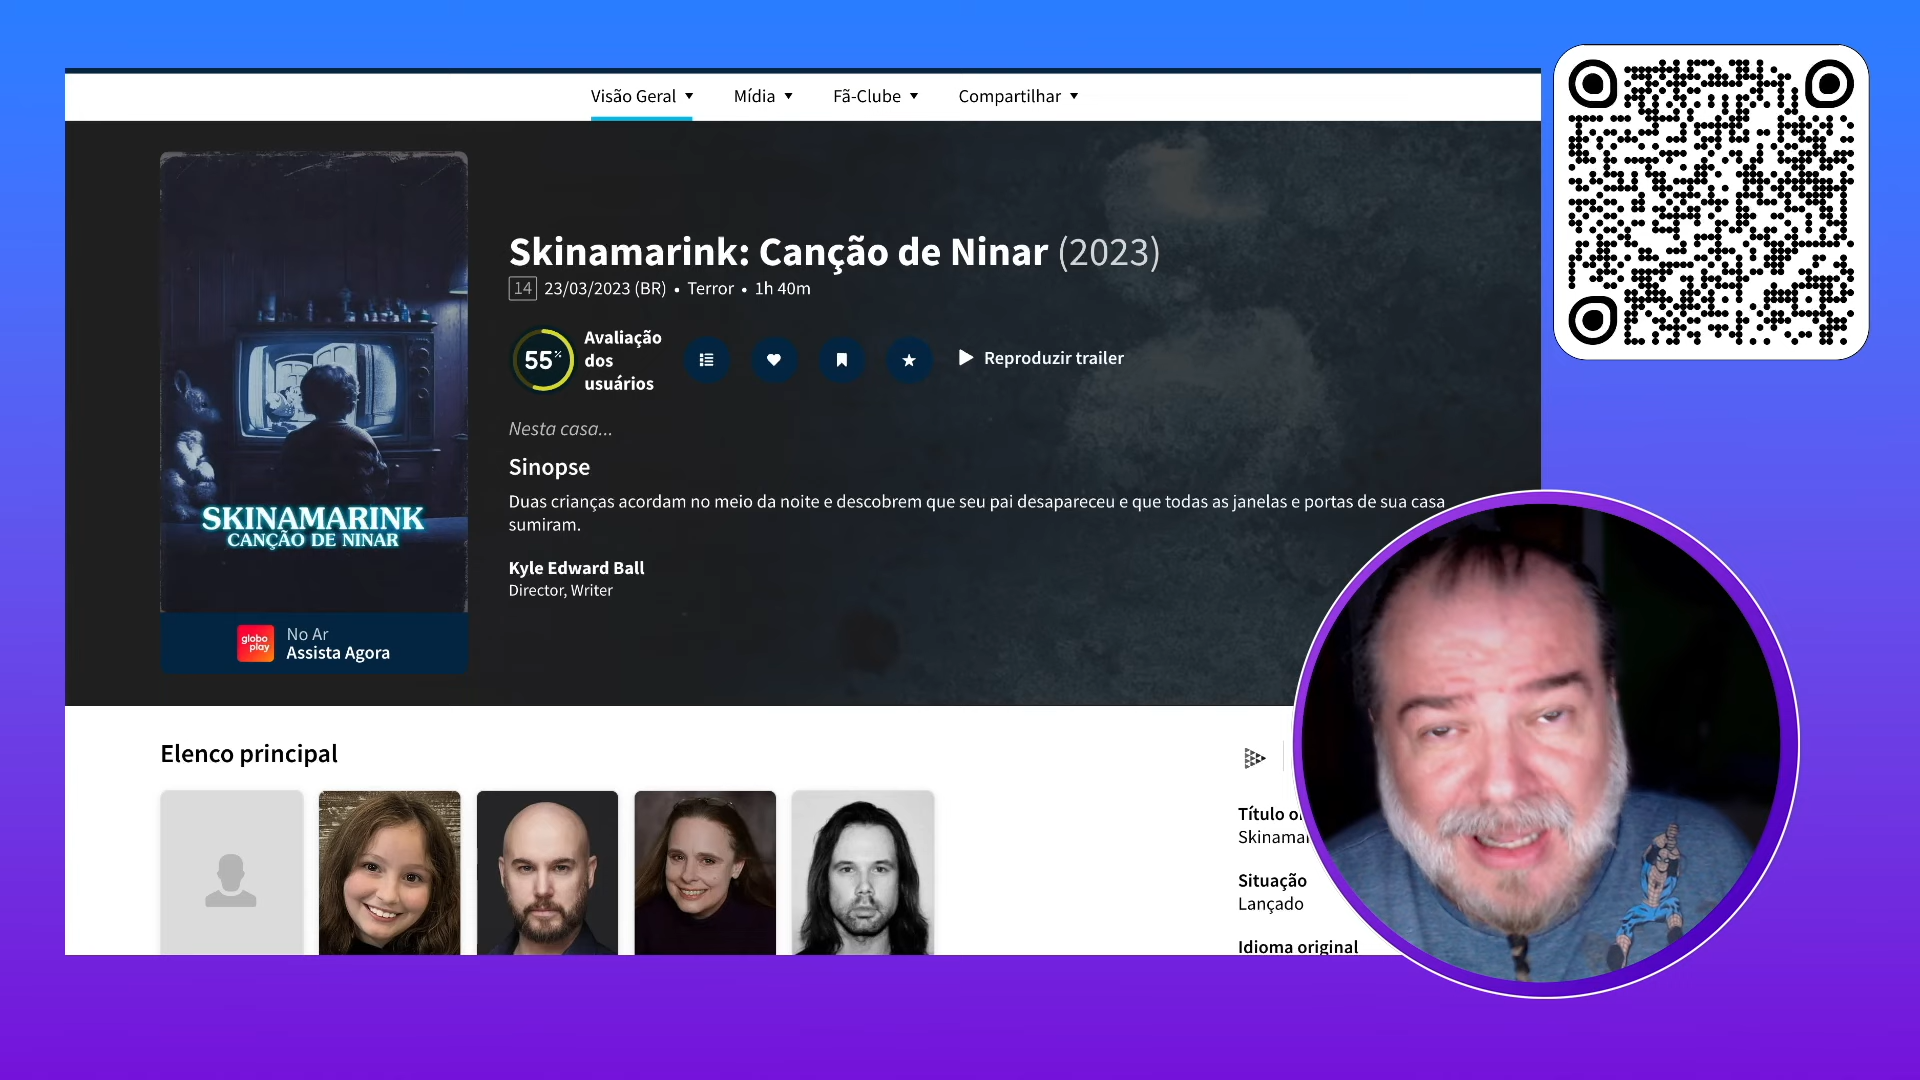 Visão Geral Mídia Fã-Clube Compartilhar
Skinamarink: Canção de Ninar (2023)
14 23/03/2023 (BR) • Terror • 1h 40m
55%
Avaliação
dos
usuários
Reproduzir trailer
Nesta casa...
Sinopse
Duas crianças acordam no meio da noite e descobrem que seu pai desapareceu e que todas as janelas e portas de sua casa
sumiram.
Kyle Edward Ball
Director, Writer
SKINAMARINK
CANÇÃO DE NINAR
globo
play
No Ar
Assista Agora
Elenco principal
Título
Situação
Lançado
Idioma original